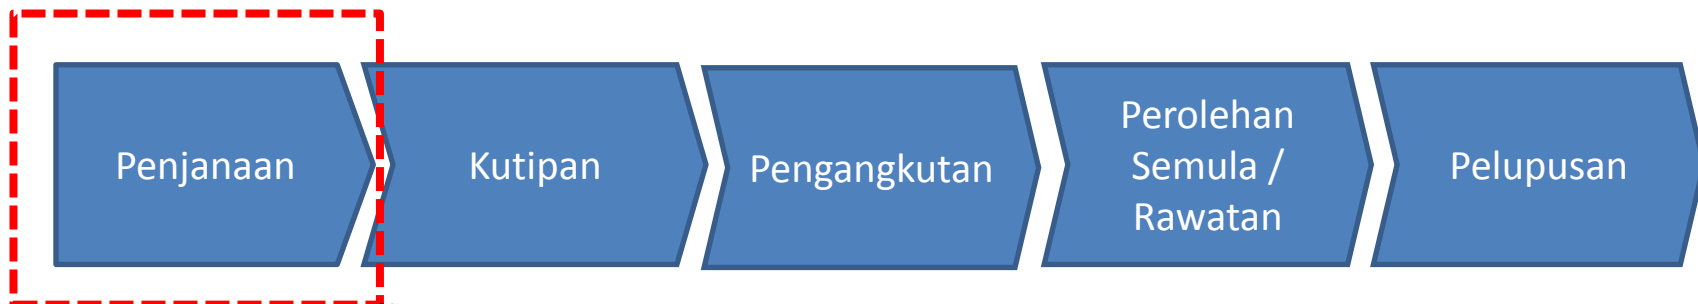 Penjanaan
Kutipan
Pengangkutan
Perolehan
Semula /
Rawatan
Pelupusan